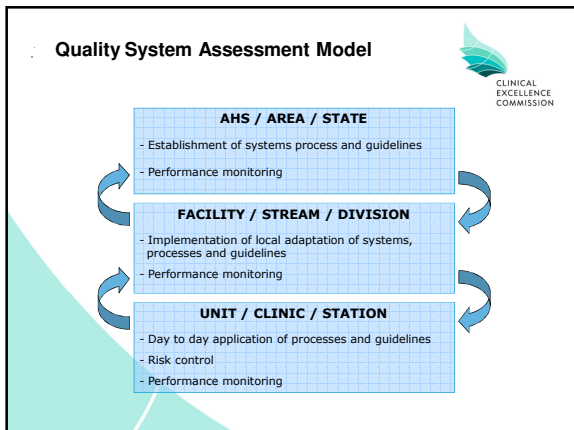 Quality System Assessment Model
CLINICAL
EXCELLENCE
COMMISSION
AHS / AREA / STATE
- Establishment of systems process and guidelines
- Performance monitoring
FACILITY / STREAM / DIVISION
- Implementation of local adaptation of systems,
processes and guidelines
- Performance monitoring
UNIT / CLINIC / STATION
- Day to day application of processes and guidelines
- Risk control
- Performance monitoring